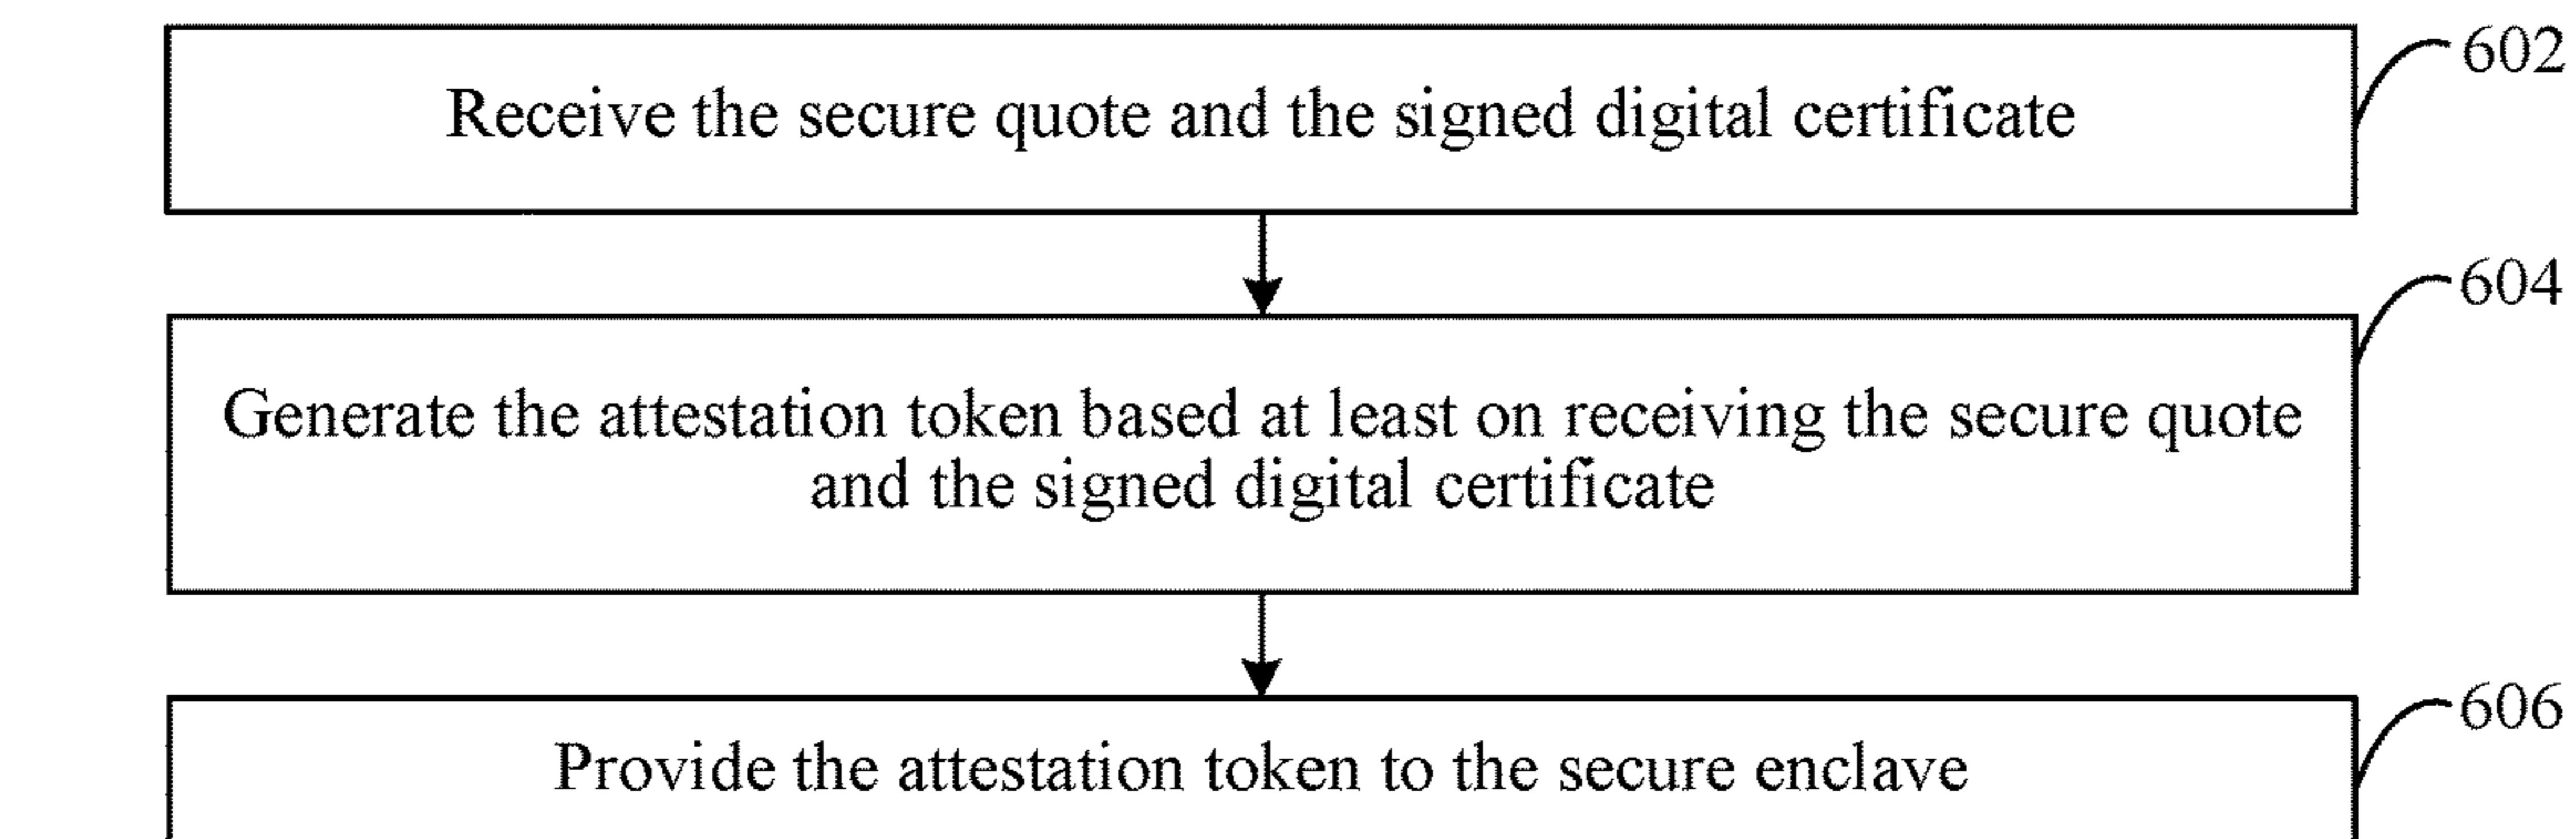 602
Receive the secure quote and the signed digital certificate
604
Generate the attestation token based at least on receiving the secure quote
and the signed digital certificate
606
Provide the attestation token to the secure enclave